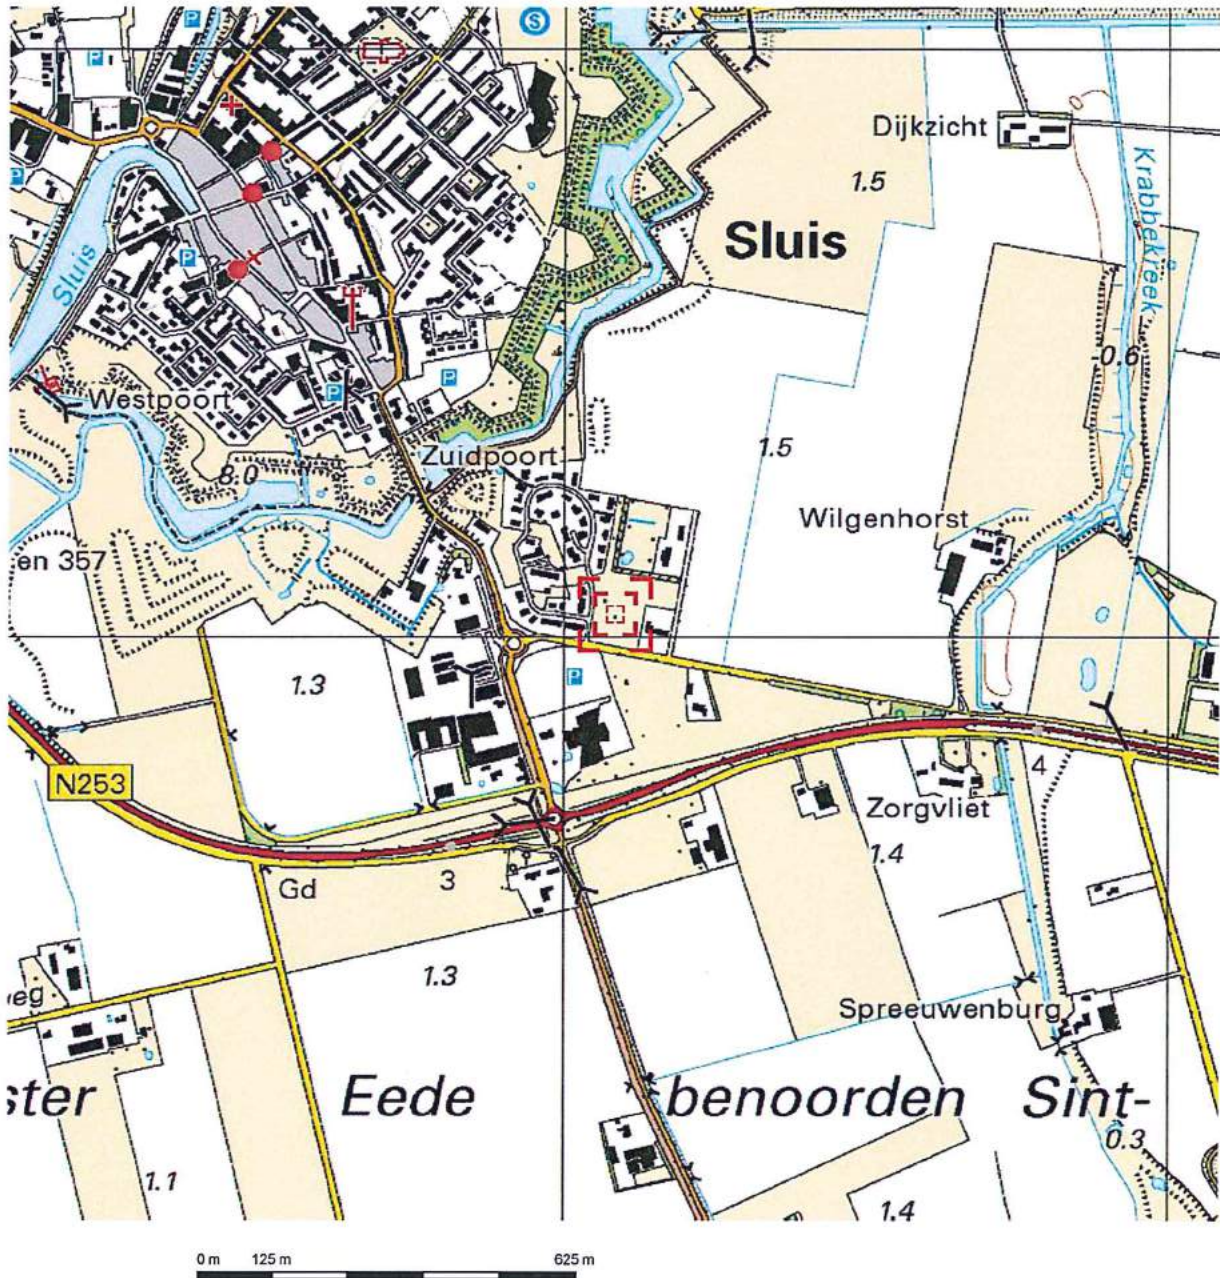 P
S
P
P
Dijkzicht
1.5
Krabbekreek
Sluis
Sluis
P
-0.6
P
P
Westpoort
1.5
Zuidpoort
8.0
Wilgenhorst
en 357
1.3
P
P
N253
4
Zorgvliet
1.4
3
Gd
1.3
eg
Spreeuwenburg
ster Eede benoorden Sint-
0.3
1.1
1.4
0 m 125 m 625 m